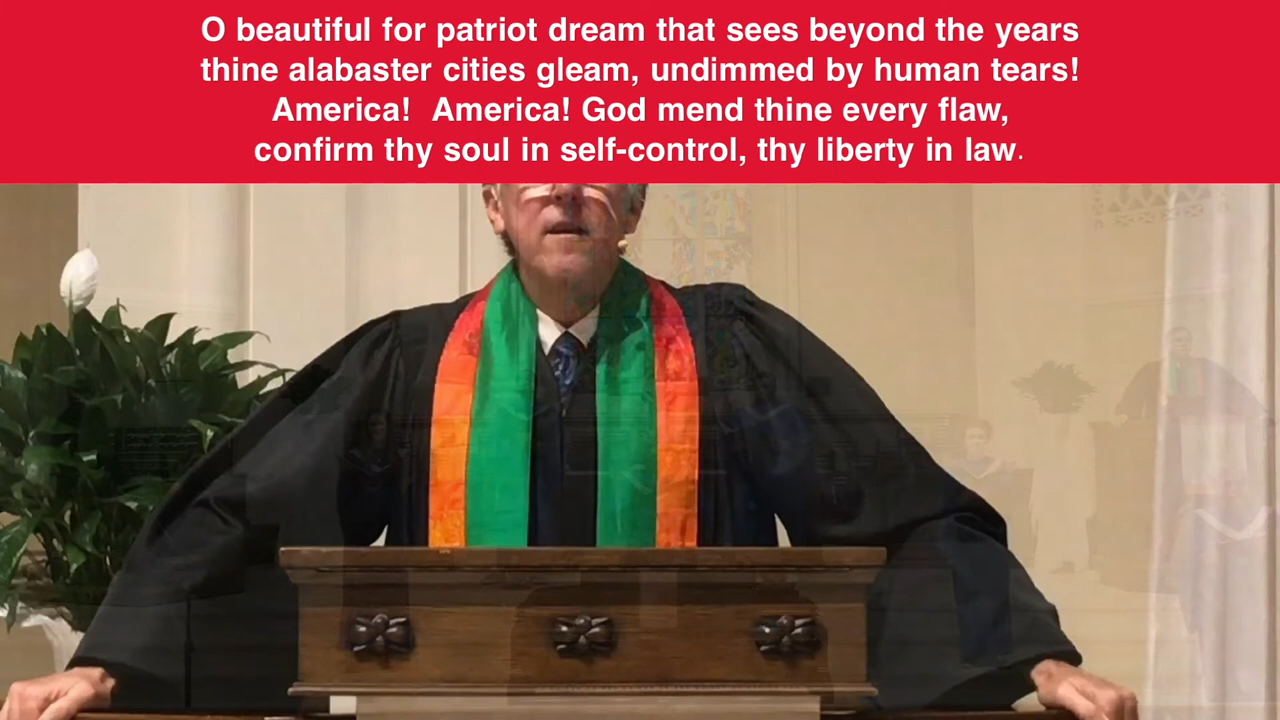 O beautiful for patriot dream that sees beyond the years
thine alabaster cities gleam, undimmed by human tears!
America!  America! God mend thine every flaw,
confirm thy soul in self-control, thy liberty in law.